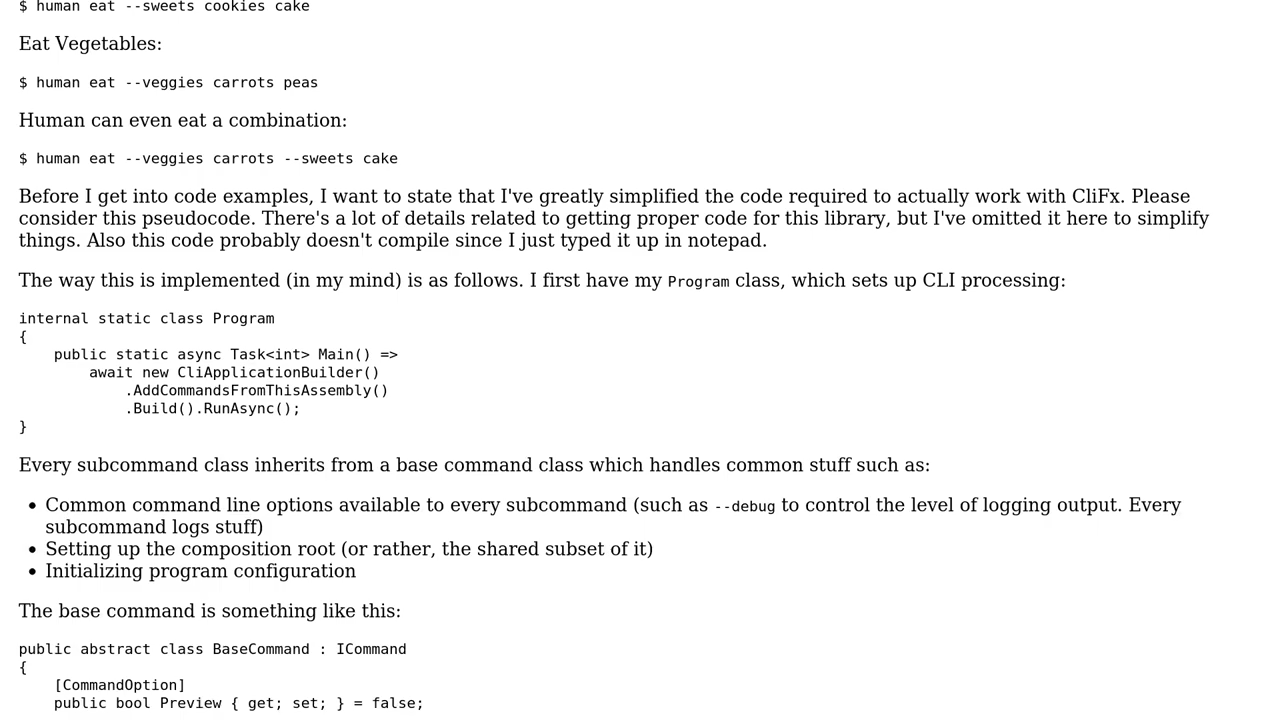 $ human eat --sweets cookies cake
Eat Vegetables:
$ human eat --veggies carrots peas
Human can even eat a combination:
$ human eat --veggies carrots --sweets cake
Before I get into code examples, I want to state that I've greatly simplified the code required to actually work with CliFx. Please
consider this pseudocode. There's a lot of details related to getting proper code for this library, but I've omitted it here to simplify
things. Also this code probably doesn't compile since I just typed it up in notepad.
The way this is implemented (in my mind) is as follows. I first have my Program class, which sets up CLI processing:
internal static class Program
{
    public static async Task<int> Main() =>
        await new CliApplicationBuilder()
            .AddCommandsFromThisAssembly()
            .Build().RunAsync();
}
Every subcommand class inherits from a base command class which handles common stuff such as:
• Common command line options available to every subcommand (such as --debug to control the level of logging output. Every
subcommand logs stuff)
• Setting up the composition root (or rather, the shared subset of it)
• Initializing program configuration
The base command is something like this:
public abstract class BaseCommand : ICommand
{
    [CommandOption]
    public bool Preview { get; set; } = false;